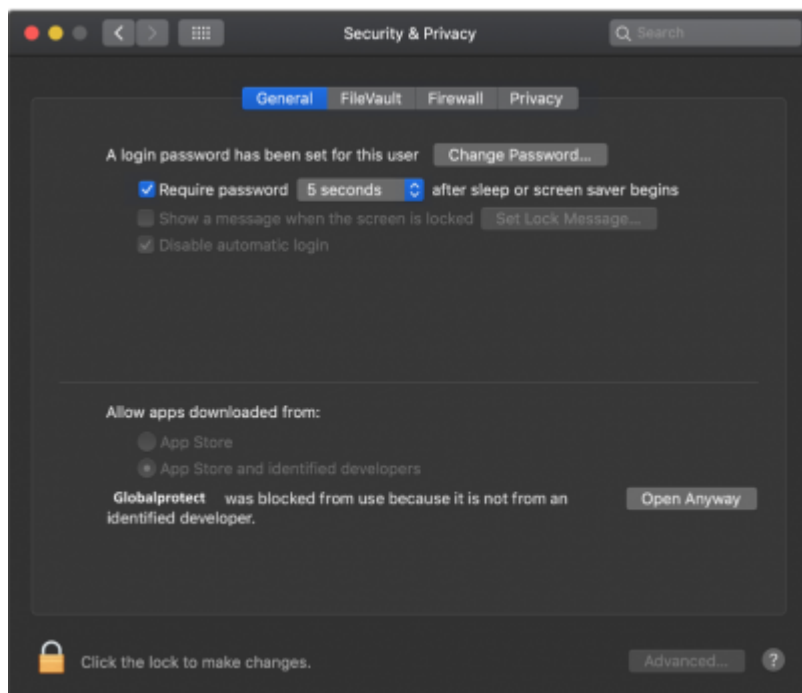 Security & Privacy
Search
General FileVault Firewall Privacy
A login password has been set for this user Change Password...
Require password 5 seconds after sleep or screen saver begins
Show a message when the screen is locked Set Lock Message...
Disable automatic login
Allow apps downloaded from:
App Store
App Store and identified developers
Globalprotect was blocked from use because it is not from an
identified developer.
Open Anyway
Click the lock to make changes.
Advanced...
?